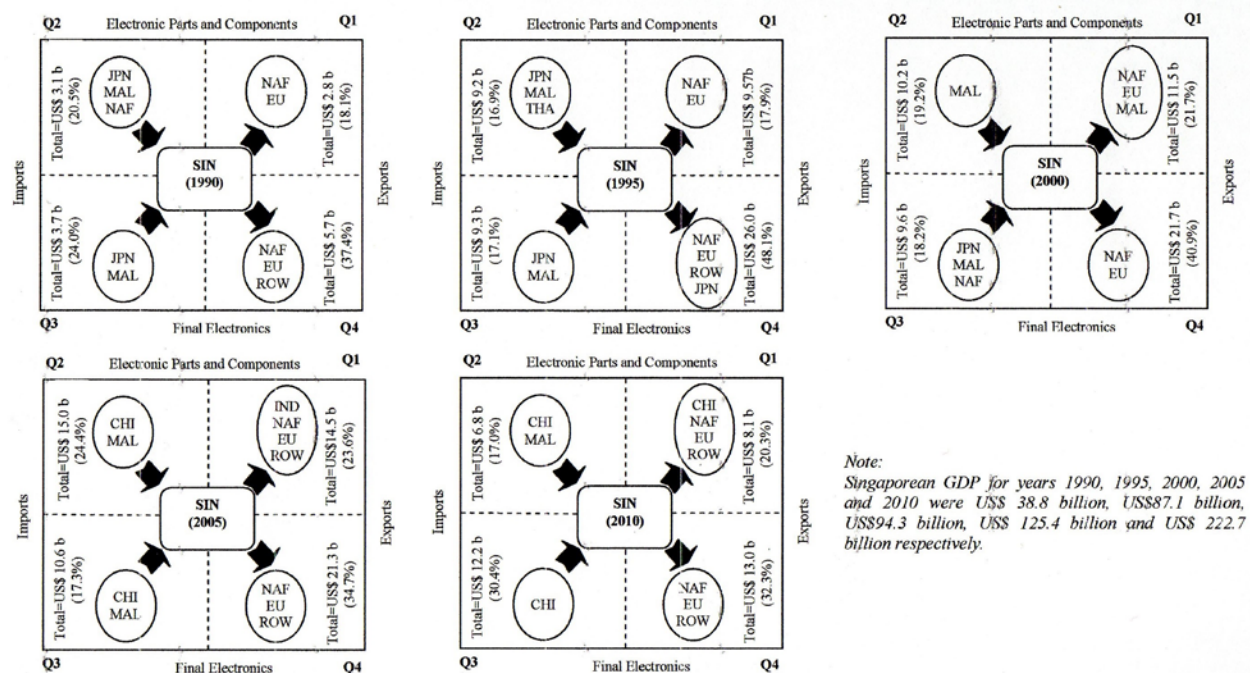 Q2 Electronic Parts and Components Q1
Imports
Total=US$ 3.1 b
(20.5%)
JPN
MAL
NAF
NAF
EU
Total=US$ 2.8 b
(18.1%)
SIN
(1990)
Total=US$ 3.7 b
(24.0%)
JPN
MAL
NAF
EU
ROW
Total=US$ 5.7 b
(37.4%)
Exports
Q3 Final Electronics Q4
Q2 Electronic Parts and Components Q1
Imports
Total=US$ 9.2 b
(16.9%)
JPN
MAL
THA
NAF
EU
Total=US$ 9.57b
(17.9%)
SIN
(1995)
Total=US$ 9.3 b
(17.1%)
JPN
MAL
NAF
EU
ROW
JPN
Total=US$ 26.0 b
(48.1%)
Exports
Q3 Final Electronics Q4
Q2 Electronic Parts and Components Q1
Imports
Total=US$ 10.2 b
(19.2%)
MAL
NAF
EU
MAL
Total=US$ 11.5 b
(21.7%)
SIN
(2000)
Total=US$ 9.6 b
(18.2%)
JPN
MAL
NAF
NAF
EU
Total=US$ 21.7 b
(40.9%)
Exports
Q3 Final Electronics Q4
Q2 Electronic Parts and Components Q1
Imports
Total=US$ 15.0 b
(24.4%)
CHI
MAL
IND
NAF
EU
ROW
Total=US$14.5 b
(23.6%)
SIN
(2005)
Total=US$ 10.6 b
(17.3%)
CHI
MAL
NAF
EU
ROW
Total=US$ 21.3 b
(34.7%)
Exports
Q3 Final Electronics Q4
Q2 Electronic Parts and Components Q1
Imports
Total=US$ 6.8 b
(17.0%)
CHI
MAL
CHI
NAF
EU
ROW
Total=US$ 8.1 b
(20.3%)
SIN
(2010)
Total=US$ 12.2 b
(30.4%)
CHI
NAF
EU
ROW
Total=US$ 13.0 b
(32.3%)
Exports
Q3 Final Electronics Q4
Note:
Singaporean GDP for years 1990, 1995, 2000, 2005
and 2010 were US$ 38.8 billion, US$87.1 billion,
US$94.3 billion, US$ 125.4 billion and US$ 222.7
billion respectively.